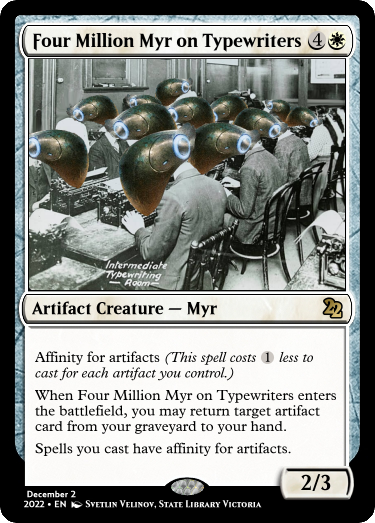 Four Million Myr on Typewriters 4
Intermediate
Typewriting
— Room —
Artifact Creature — Myr
Affinity for artifacts (This spell costs 1 less to
cast for each artifact you control.)
When Four Million Myr on Typewriters enters
the battlefield, you may return target artifact
card from your graveyard to your hand.
Spells you cast have affinity for artifacts.
2/3
December 2
2022 • EN Svetlin Velinov, State Library Victoria